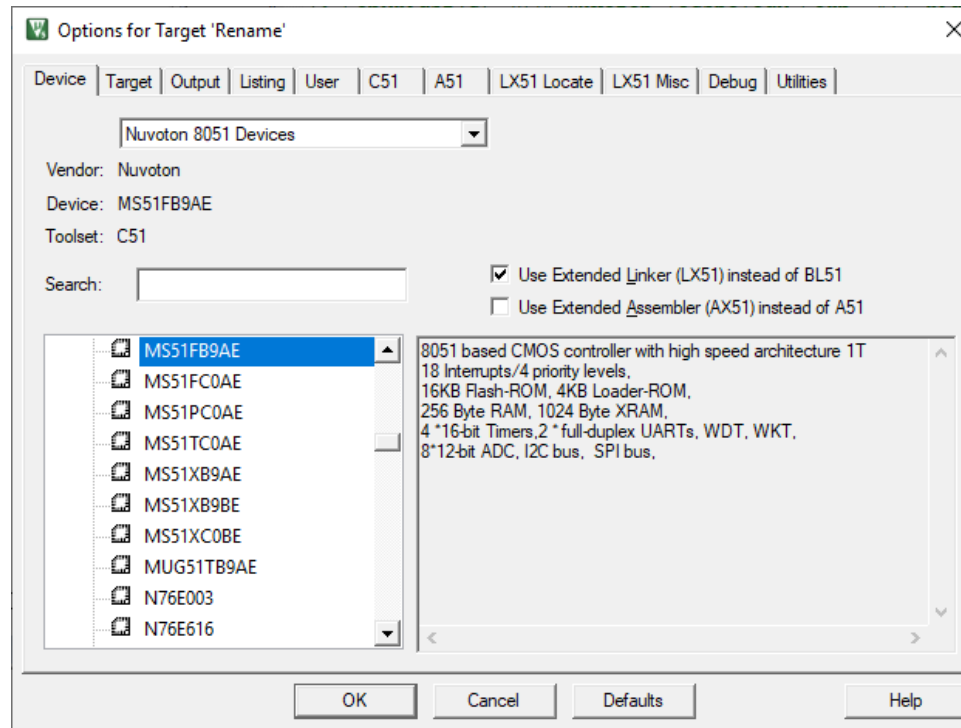 Options for Target 'Rename'
Device Target Output Listing User C51 A51 LX51 Locate LX51 Misc Debug Utilities
Nuvoton 8051 Devices
Vendor: Nuvoton
Device: MS51FB9AE
Toolset: C51
Search:
Use Extended Linker (LX51) instead of BL51
Use Extended Assembler (AX51) instead of A51
MS51FB9AE
MS51FC0AE
MS51PC0AE
MS51TC0AE
MS51XB9AE
MS51XB9BE
MS51XC0BE
MUG51TB9AE
N76E003
N76E616
8051 based CMOS controller with high speed architecture 1T
18 Interrupts/4 priority levels,
16KB Flash-ROM, 4KB Loader-ROM,
256 Byte RAM, 1024 Byte XRAM,
4 *16-bit Timers,2 * full-duplex UARTs, WDT, WKT,
8*12-bit ADC, I2C bus,  SPI bus,
OK Cancel Defaults Help